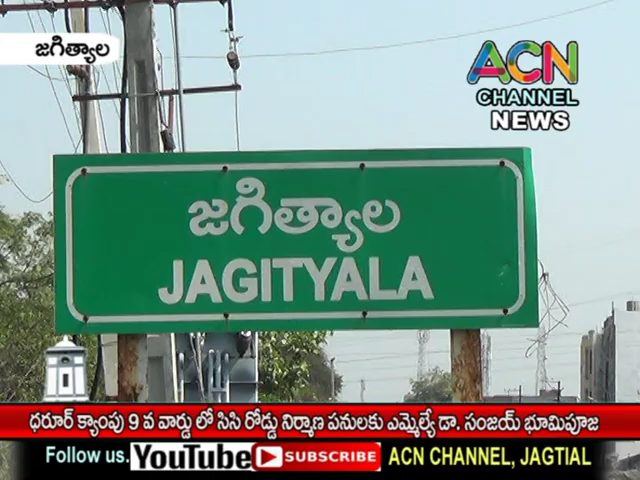 జగిత్యాల
ACN
CHANNEL
NEWS
జగిత్యాల
JAGITYALA
ధరూర్ క్యాంపు 9 వ వార్డు లో సిసి రోడ్డు నిర్మాణ పనులకు ఎమ్మెల్యే డా. సంజయ్ భూమిపూజ
Follow us. YouTube SUBSCRIBE ACN CHANNEL, JAGTIAL